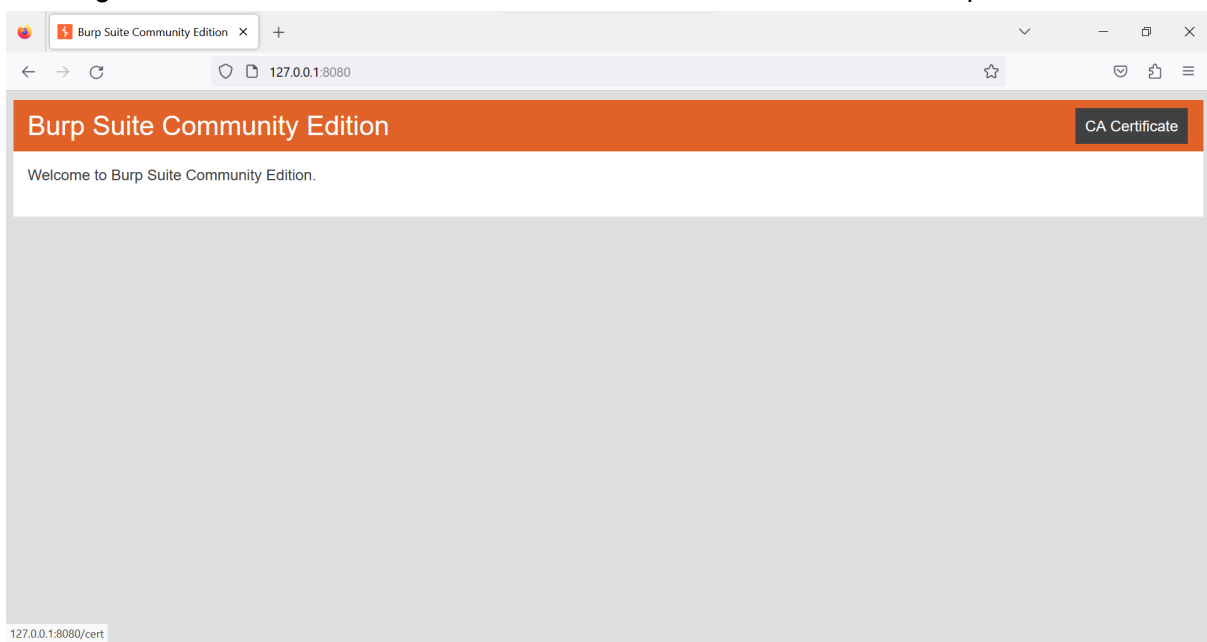 Burp Suite Community Edition
127.0.0.1:8080
Burp Suite Community Edition
CA Certificate
Welcome to Burp Suite Community Edition.
127.0.0.1:8080/cert